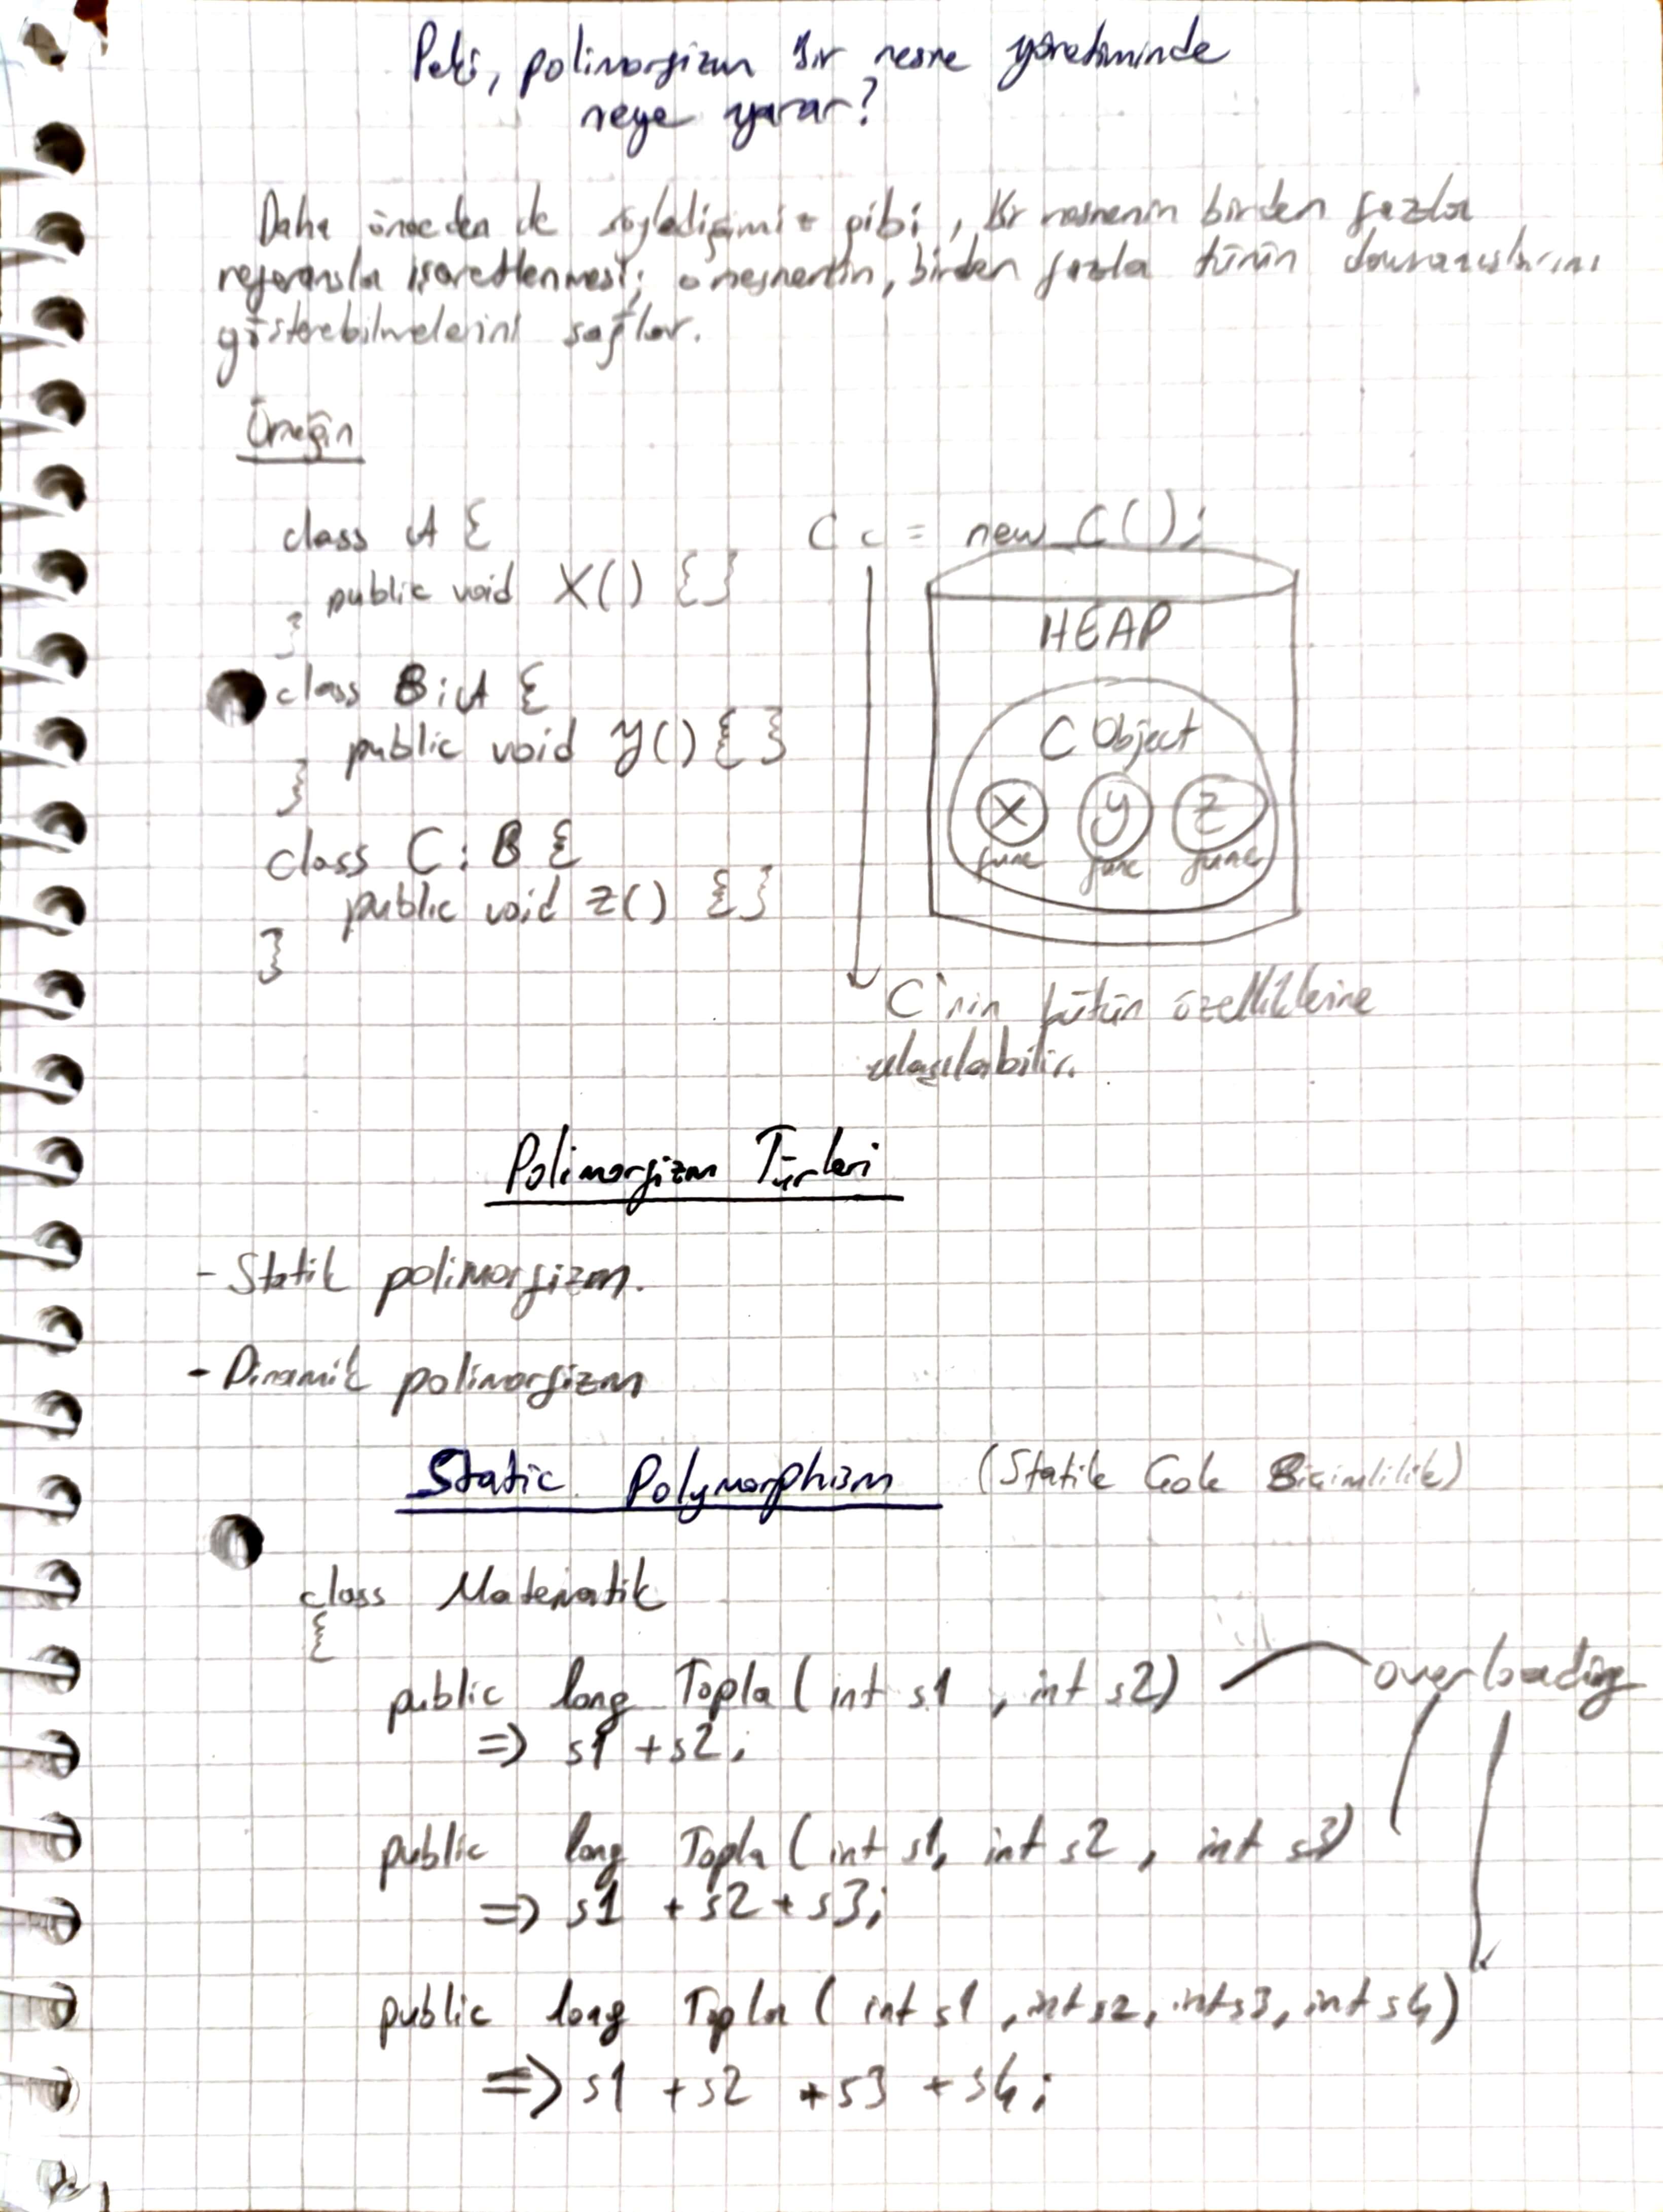 Peki, polimorfizm bir nesne yönetiminde
neye yarar?
Daha önceden de söylediğimiz gibi, bir nesnenin birden fazla
referansla işaretlenmesi; o nesnenin, birden fazla türün davranışlarını
gösterebilmelerini sağlar.
Örneğin
class A {
public void X() {}
}
class B : A {
public void Y() { }
}
class C : B {
public void Z() {}
}
C c = new C();
HEAP
C Object
X Y Z
func func func
C'nin bütün özelliklerine
ulaşılabilir.
Polimorfizm Türleri
- Statik polimorfizm.
- Dinamik polimorfizm
Static Polymorphism (Statik Çok Biçimlilik)
class Matematik
{
public long Topla (int s1 , int s2) overloading
=> s1 + s2;
public long Topla (int s1, int s2 , int s3)
=> s1 + s2 + s3;
public long Topla ( int s1 , int s2, int s3, int s4)
=> s1 + s2 + s3 + s4;